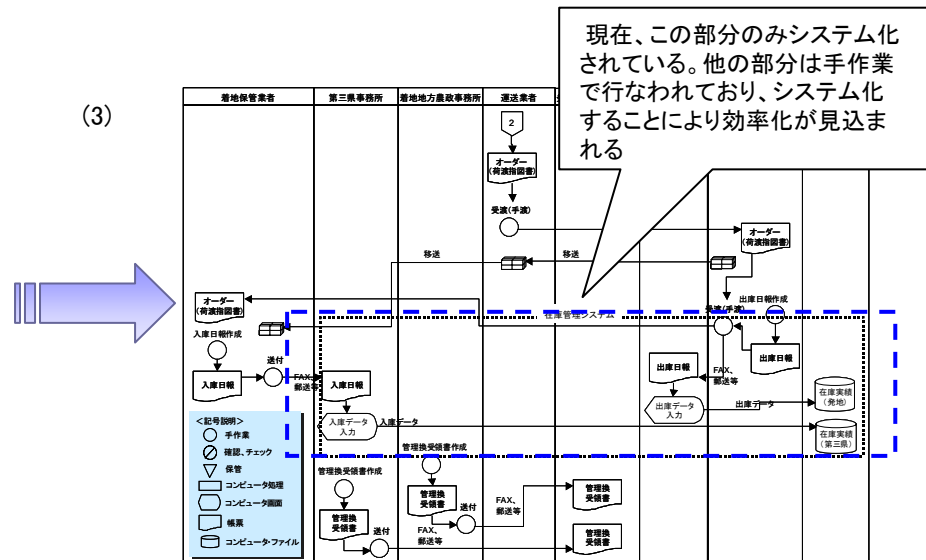 現在、この部分のみシステム化
されている。他の部分は手作業
で行なわれており、システム化
することにより効率化が見込ま
れる
(3)
着地保管業者
第三県事務所
着地地方農政事務所
運送業者
2
オーダー
(荷渡指図書)
受渡(手渡)
オーダー
(荷渡指図書)
移送
移送
オーダー
(荷渡指図書)
受渡(手渡)
出庫日報作成
在庫管理システム
入庫日報作成
送付
出庫日報
出庫日報
FAX、
郵送等
入庫日報
入庫日報
FAX、
郵送等
在庫実績
(発地)
出庫データ
出庫データ
入力
入庫データ
入力
入庫データ
在庫実績
(第三県)
<記号説明>
手作業
確認、チェック
保管
コンピュータ処理
コンピュータ画面
帳票
コンピュータ・ファイル
管理換受領書作成
管理換受領書作成
管理換
受領書
送付
FAX、
郵送等
管理換
受領書
FAX、
郵送等
管理換
受領書
送付
管理換
受領書